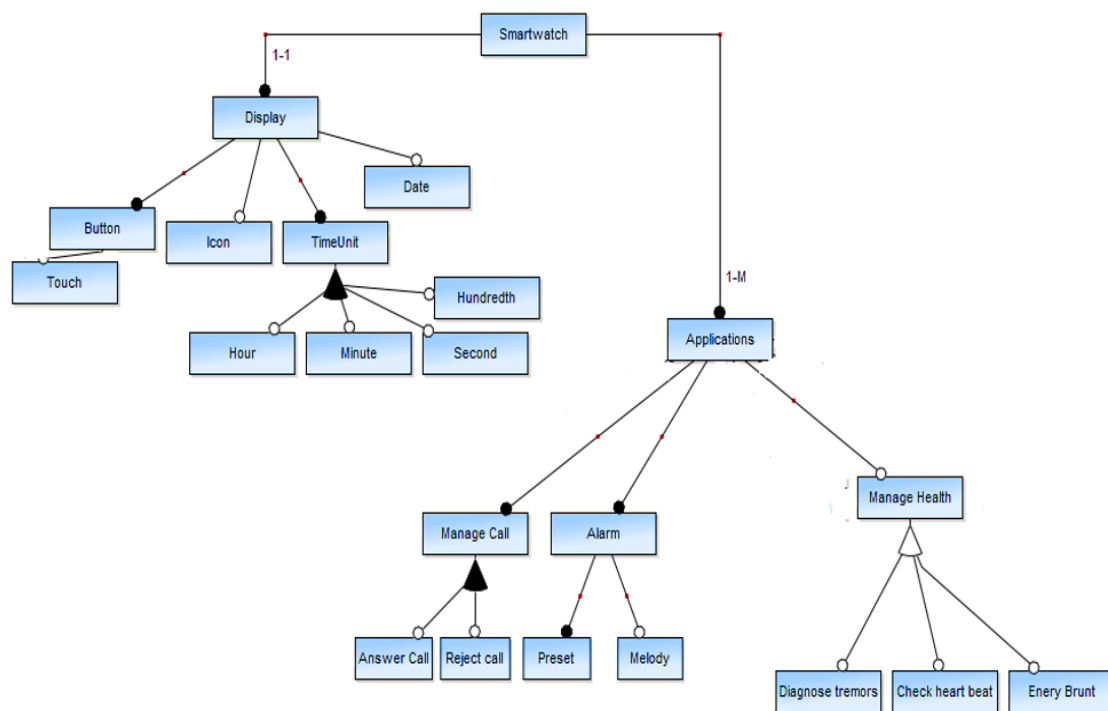 Smartwatch
1-1
Display
Date
Button
Icon
TimeUnit
Touch
Hundredth
1-M
Hour
Minute
Second
Applications
Manage Health
Manage Call
Alarm
Answer Call
Reject call
Preset
Melody
Diagnose tremors
Check heart beat
Enery Brunt